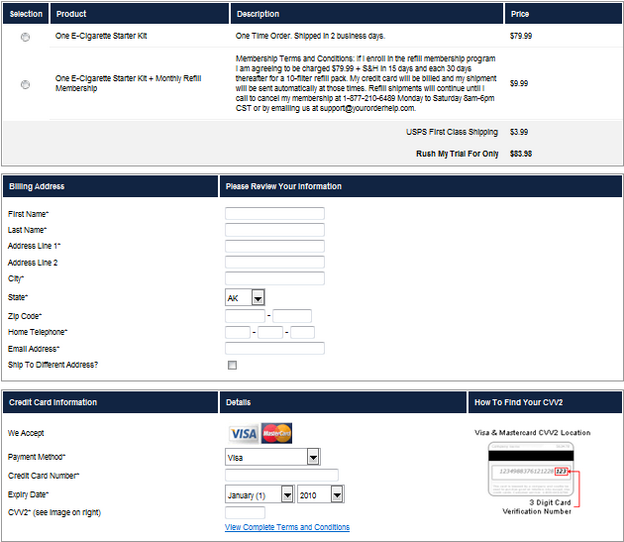 Selection Product Description Price
One E-Cigarette Starter Kit One Time Order. Shipped in 2 business days. $79.99
Membership Terms and Conditions: If I enroll in the refill membership program
I am agreeing to be charged $79.99 + S&H in 15 days and each 30 days
thereafter for a 10-filter refill pack. My credit card will be billed and my shipment
One E-Cigarette Starter Kit + Monthly Refill
Membership
will be sent automatically at those times. Refill shipments will continue until I $9.99
call to cancel my membership at 1-877-210-6489 Monday to Saturday 8am-6pm
CST or by emailing us at support@yourorderhelp.com.
USPS First Class Shipping $3.99
Rush My Trial For Only $83.98
Billing Address Please Review Your Information
First Name*
Last Name*
Address Line 1*
Address Line 2
City*
State* AK
Zip Code* -
Home Telephone* - -
Email Address*
Ship To Different Address?
Credit Card Information Details How To Find Your CVV2
We Accept VISA MasterCard
Visa & Mastercard CVV2 Location
Payment Method* Visa
Credit Card Number*
Expiry Date* January (1) 2010
CVV2* (see image on right)
323
3 Digit Card
Verification Number
View Complete Terms and Conditions